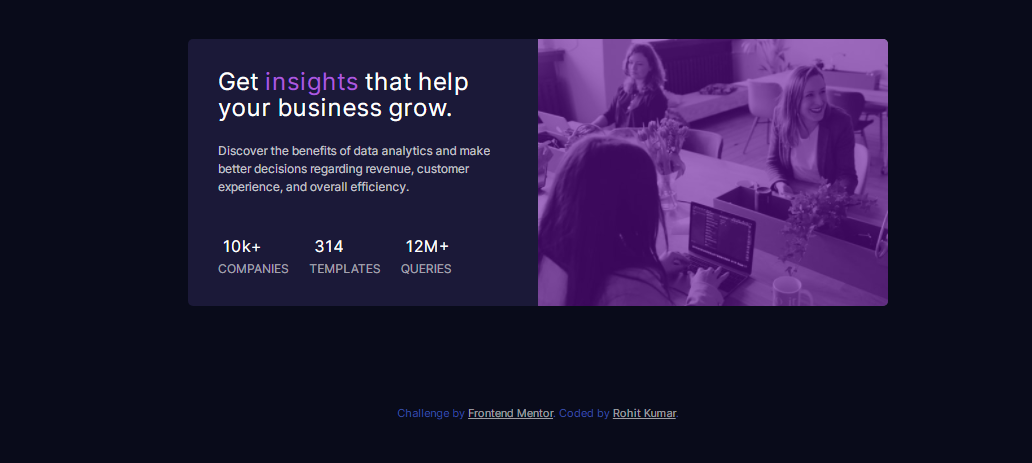 Get insights that help
your business grow.
Discover the benefits of data analytics and make
better decisions regarding revenue, customer
experience, and overall efficiency.
10k+ 314 12M+
COMPANIES TEMPLATES QUERIES
Challenge by Frontend Mentor. Coded by Rohit Kumar.